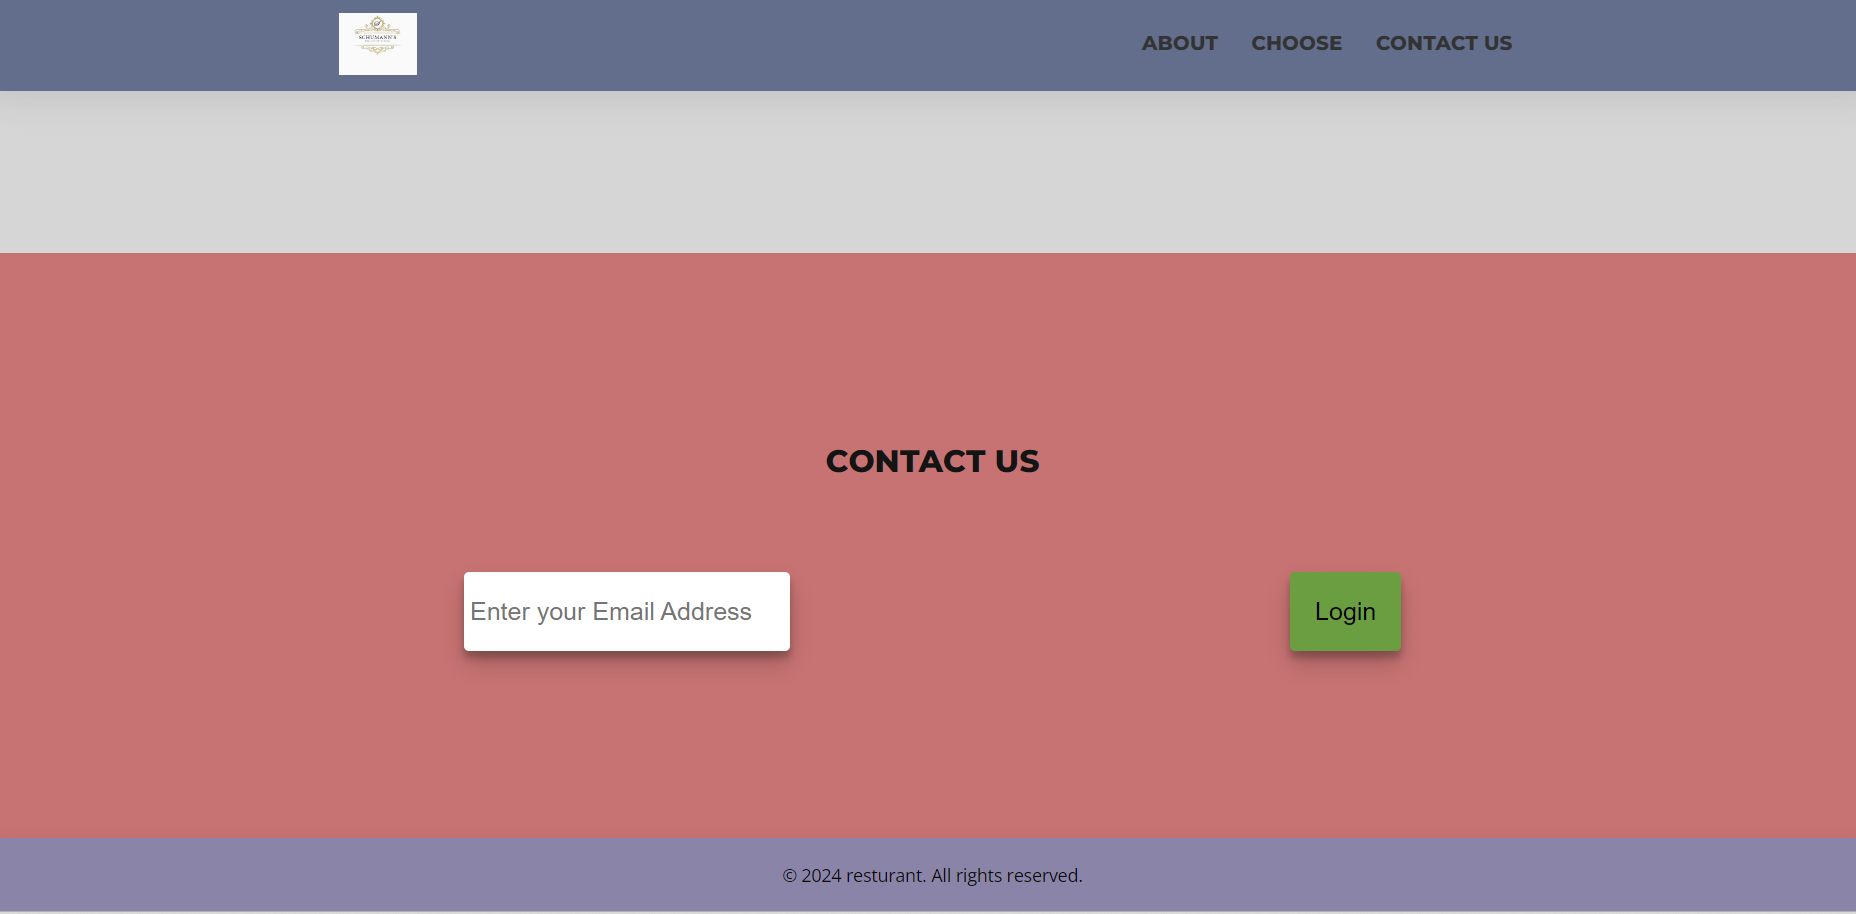 SCHUMANN'S
ABOUT CHOOSE CONTACT US
CONTACT US
Enter your Email Address
Login
© 2024 resturant. All rights reserved.